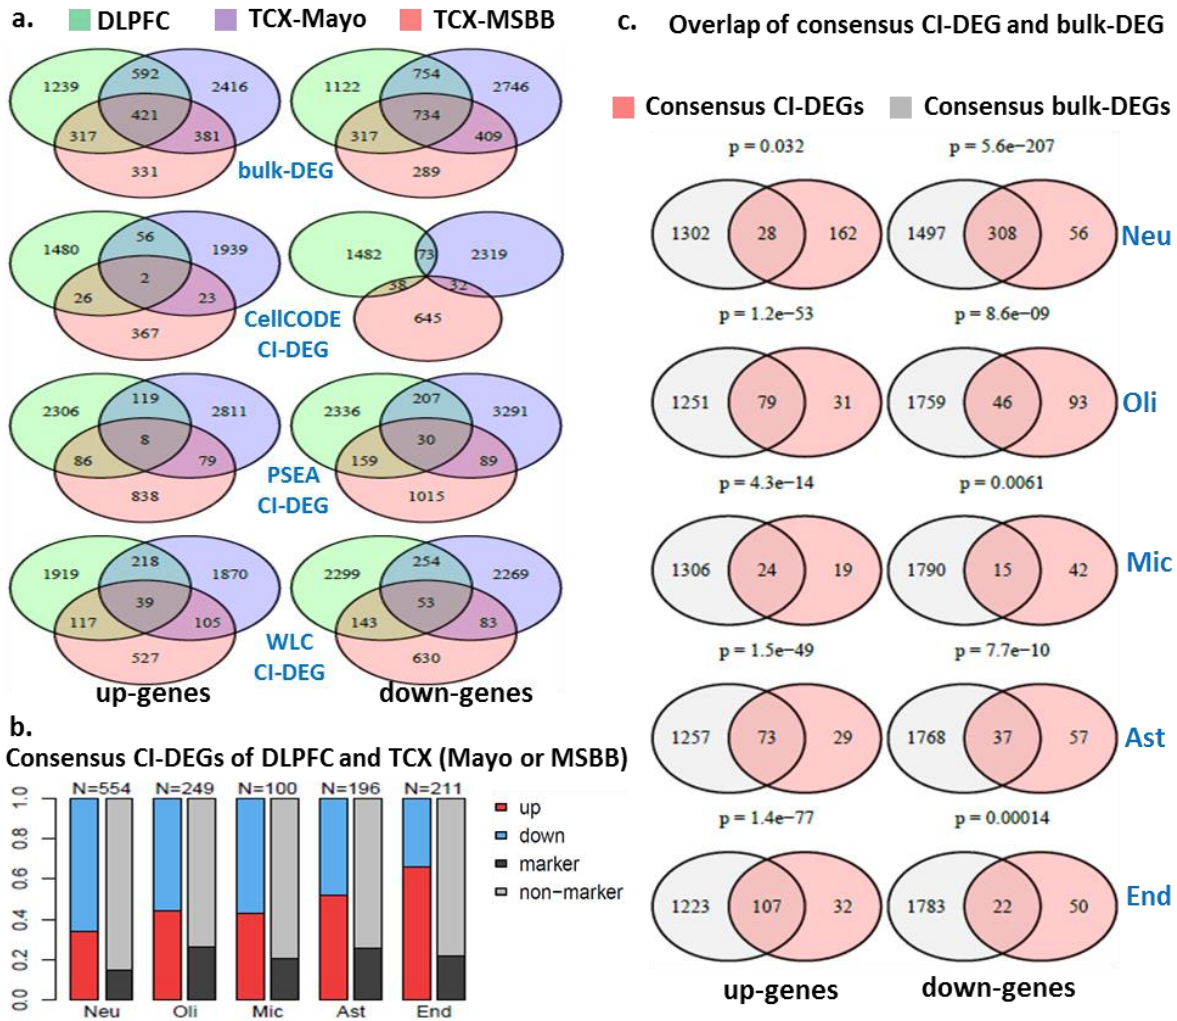 a.
DLPFC
TCX-Mayo
TCX-MSBB
1239
592
2416
421
317
381
331
1122
754
2746
734
317
409
289
bulk-DEG
1480
56
1939
2
26
23
367
1482
73
2319
38
32
645
CellCODE
CI-DEG
2306
119
2811
8
86
79
838
2336
207
3291
30
159
89
1015
PSEA
CI-DEG
1919
218
1870
39
117
105
527
2299
254
2269
53
143
83
630
WLC
CI-DEG
up-genes
down-genes
b.
Consensus CI-DEGs of DLPFC and TCX (Mayo or MSBB)
N=554
N=249
N=100
N=196
N=211
1.0
0.8
0.6
0.4
0.2
0.0
Neu
Oli
Mic
Ast
End
up
down
marker
non−marker
c.
Overlap of consensus CI-DEG and bulk-DEG
Consensus CI-DEGs
Consensus bulk-DEGs
p = 0.032
p = 5.6e−207
1302
28
162
1497
308
56
Neu
p = 1.2e−53
p = 8.6e−09
1251
79
31
1759
46
93
Oli
p = 4.3e−14
p = 0.0061
1306
24
19
1790
15
42
Mic
p = 1.5e−49
p = 7.7e−10
1257
73
29
1768
37
57
Ast
p = 1.4e−77
p = 0.00014
1223
107
32
1783
22
50
End
up-genes
down-genes